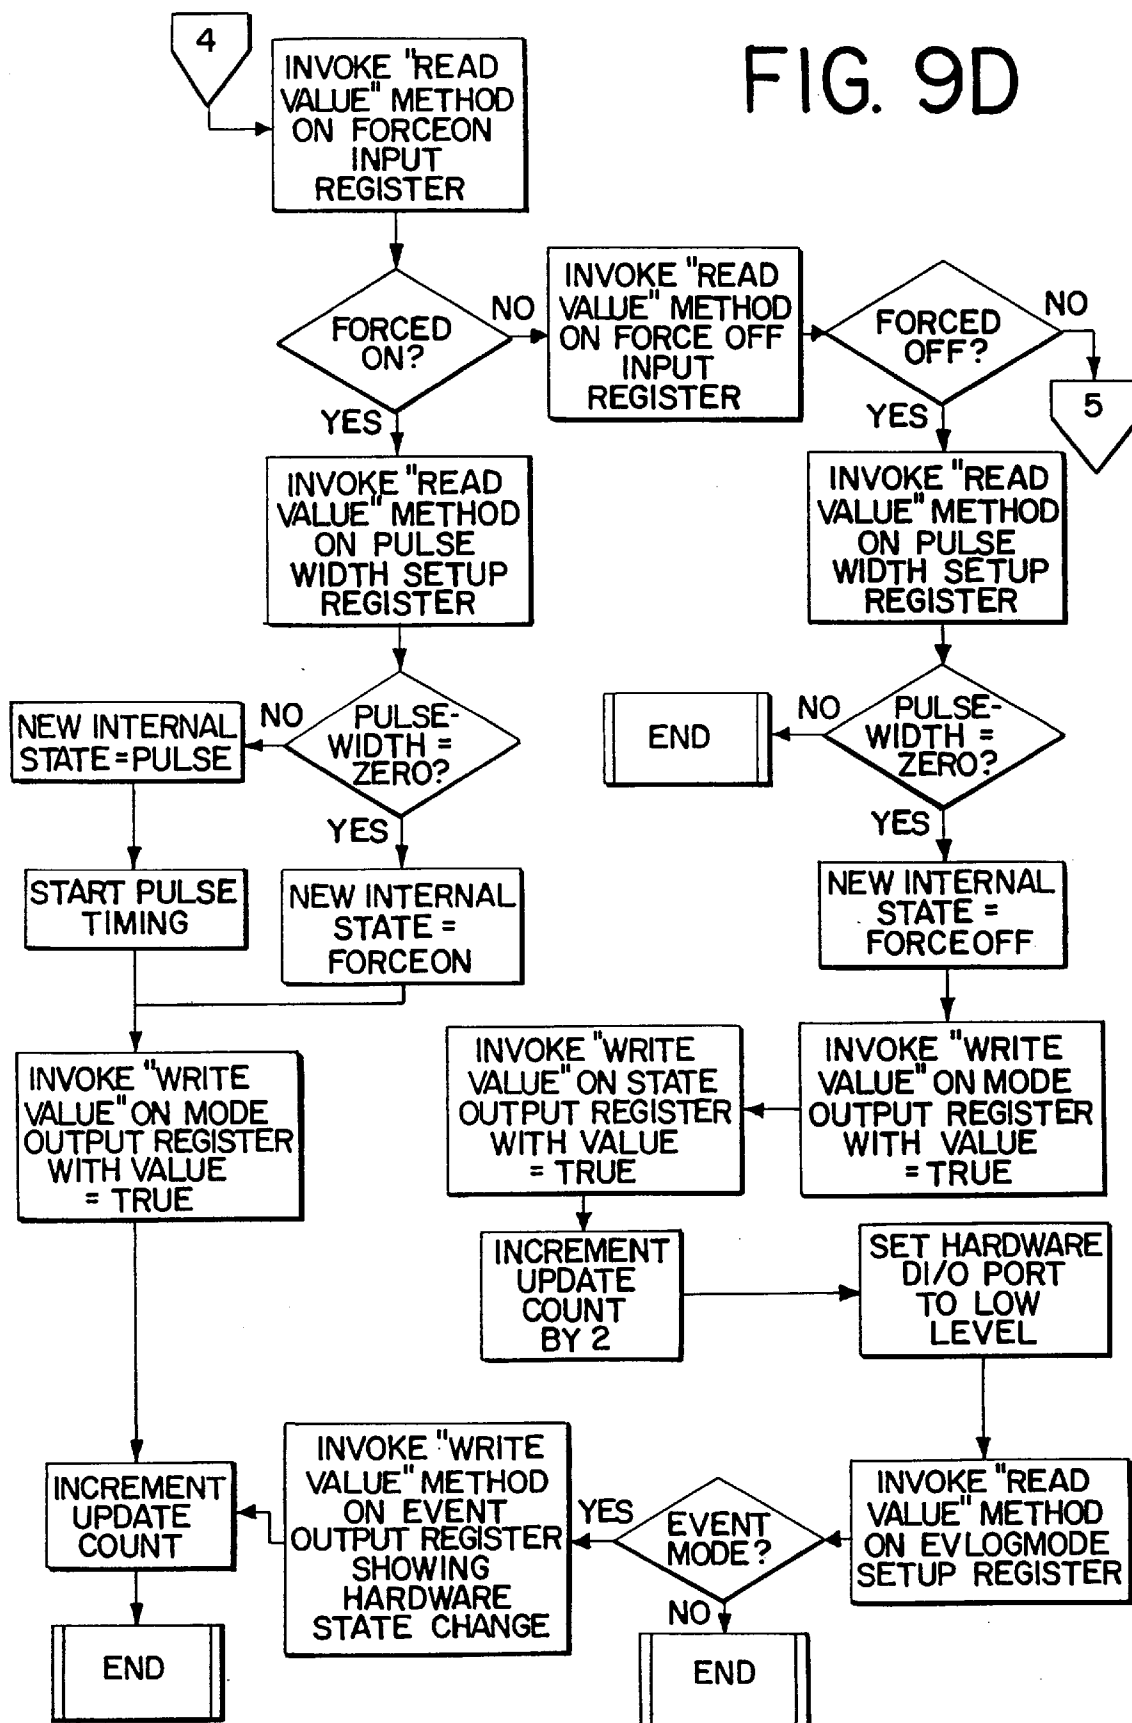 4
INVOKE "READ
VALUE" METHOD
ON FORCEON
INPUT
REGISTER
FIG. 9D
FORCED
ON?
NO
INVOKE "READ
VALUE" METHOD
ON FORCE OFF
INPUT
REGISTER
FORCED
OFF?
NO
5
YES
YES
INVOKE "READ
VALUE" METHOD
ON PULSE
WIDTH SETUP
REGISTER
INVOKE "READ
VALUE" METHOD
ON PULSE
WIDTH SETUP
REGISTER
NEW INTERNAL
STATE=PULSE
NO
PULSE-
WIDTH =
ZERO?
END
NO
PULSE-
WIDTH =
ZERO?
YES
YES
START PULSE
TIMING
NEW INTERNAL
STATE =
FORCEON
NEW INTERNAL
STATE =
FORCEOFF
INVOKE "WRITE
VALUE" ON MODE
OUTPUT REGISTER
WITH VALUE
= TRUE
INVOKE "WRITE
VALUE" ON STATE
OUTPUT REGISTER
WITH VALUE
= TRUE
INVOKE "WRITE
VALUE" ON MODE
OUTPUT REGISTER
WITH VALUE
= TRUE
INCREMENT
UPDATE
COUNT
BY 2
SET HARDWARE
DI/O PORT
TO LOW
LEVEL
INCREMENT
UPDATE
COUNT
INVOKE "WRITE
VALUE" METHOD
ON EVENT
OUTPUT REGISTER
SHOWING
HARDWARE
STATE CHANGE
YES
EVENT
MODE?
INVOKE "READ
VALUE" METHOD
ON EVLOGMODE
SETUP REGISTER
NO
END
END